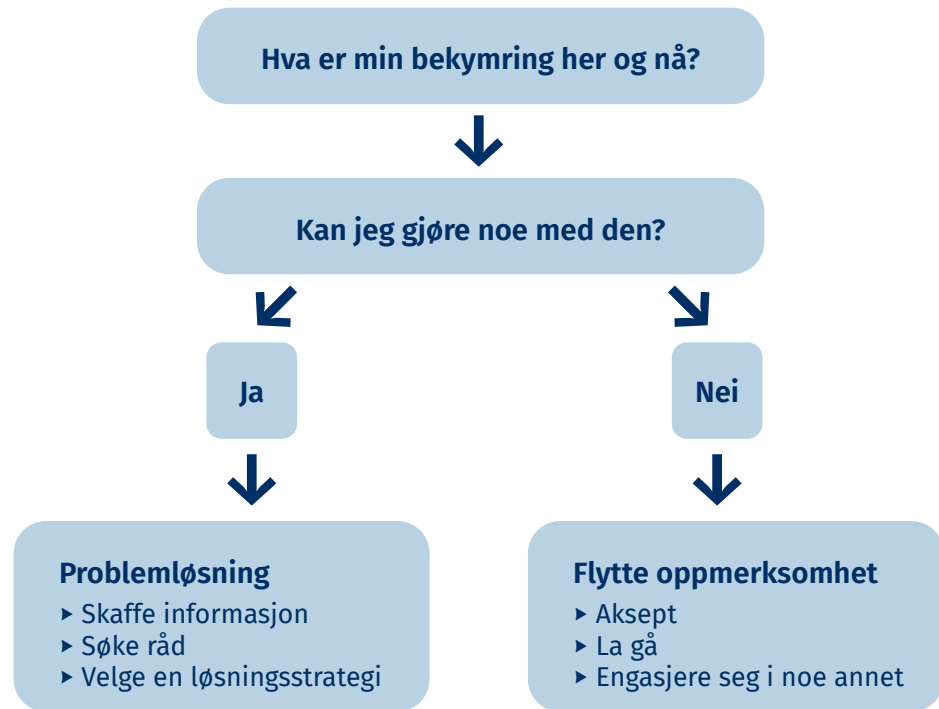 Hva er min bekymring her og nå?
Kan jeg gjøre noe med den?
Ja
Nei
Problemløsning
▸ Skaffe informasjon
▸ Søke råd
▸ Velge en løsningsstrategi
Flytte oppmerksomhet
▸ Aksept
▸ La gå
▸ Engasjere seg i noe annet